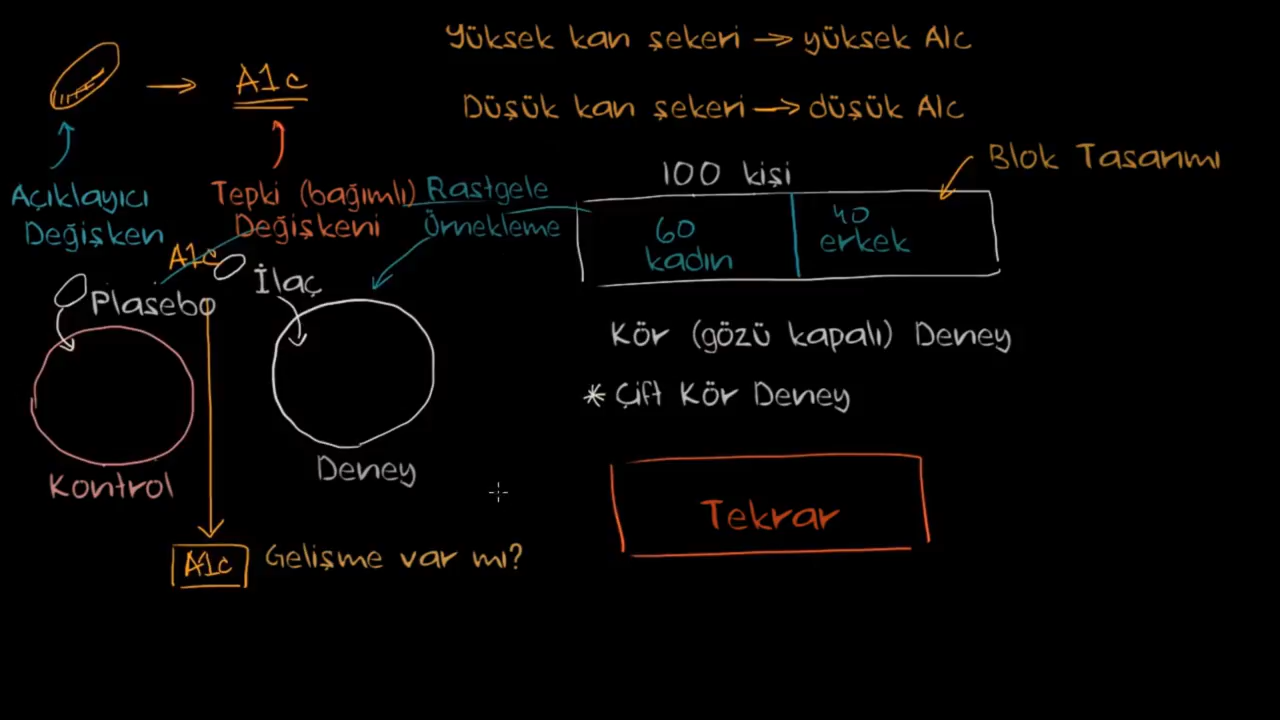 Yüksek kan şekeri → yüksek A1c
A1c
Düşük kan şekeri → düşük A1c
Blok Tasarımı
100 kişi
Açıklayıcı
Değişken
Tepki (bağımlı)
Değişkeni
Rastgele
Örnekleme
60
kadın
40
erkek
A1c
Plasebo
İlaç
Kör (gözü kapalı) Deney
* Çift Kör Deney
Kontrol
Deney
Tekrar
A1c
Gelişme var mı?